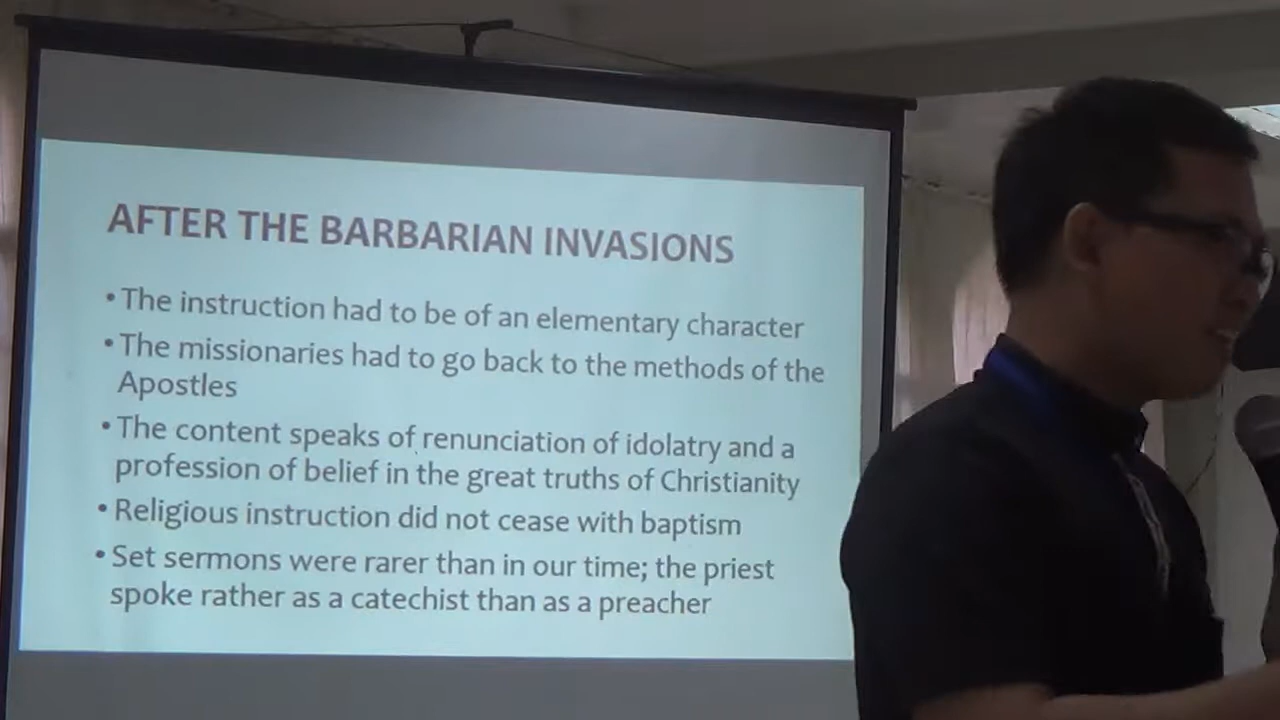 AFTER THE BARBARIAN INVASIONS
• The instruction had to be of an elementary character
• The missionaries had to go back to the methods of the
Apostles
• The content speaks of renunciation of idolatry and a
profession of belief in the great truths of Christianity
• Religious instruction did not cease with baptism
• Set sermons were rarer than in our time; the priest
spoke rather as a catechist than as a preacher